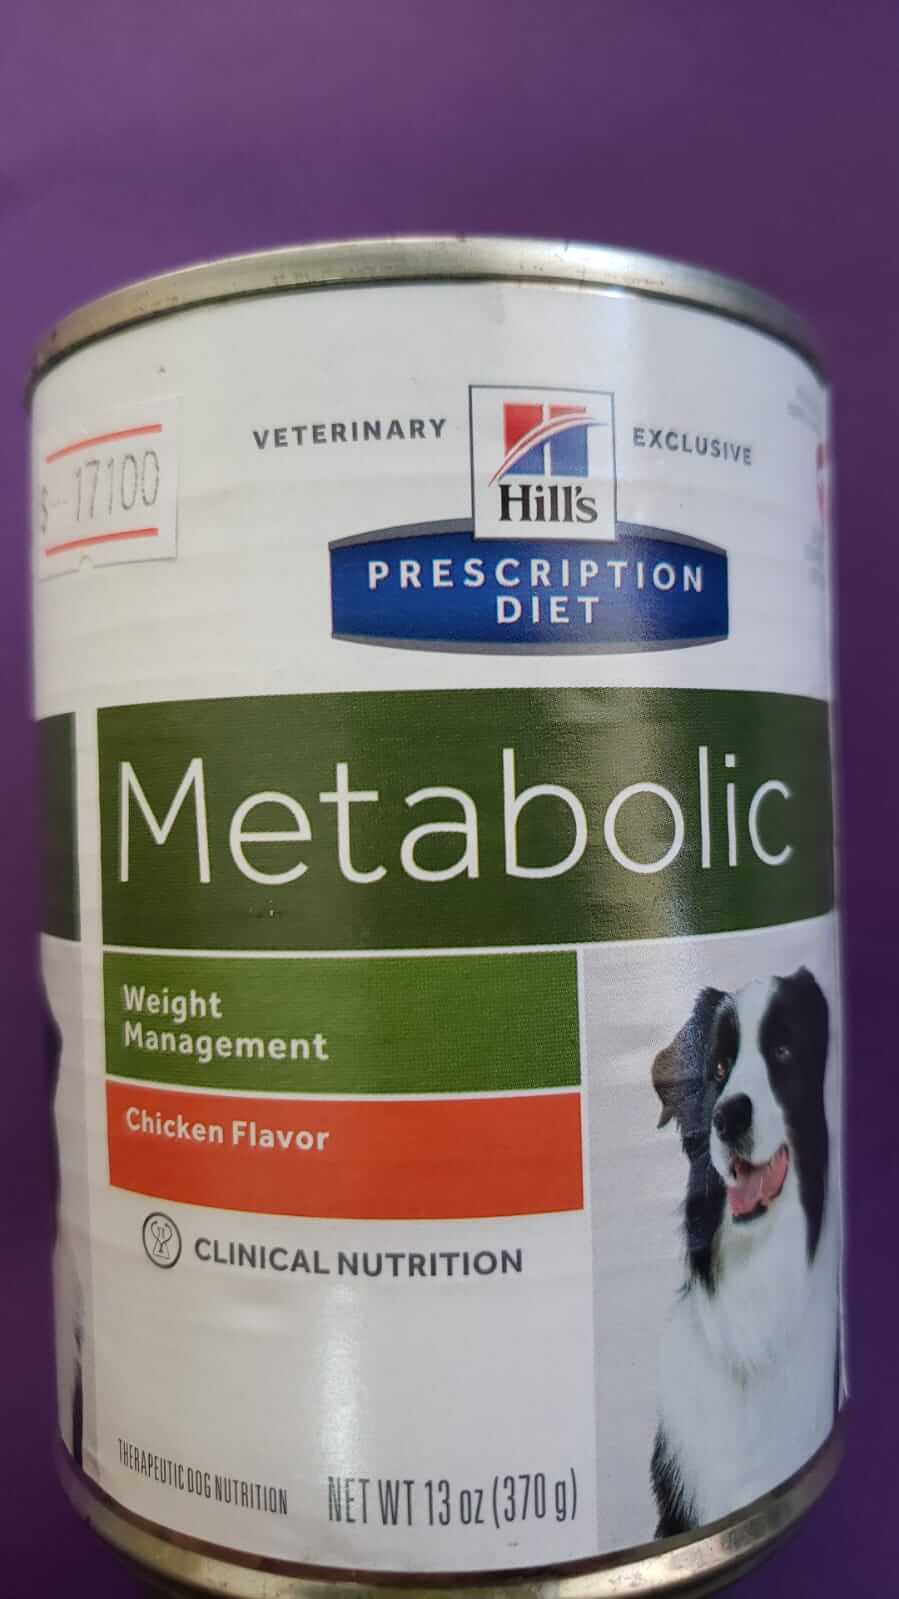 $--17100
VETERINARY
Hill's
EXCLUSIVE
PRESCRIPTION
DIET
Metabolic
Weight
Management
Chicken Flavor
CLINICAL NUTRITION
THERAPEUTIC DOG NUTRITION
NET WT 13 oz (370 g)